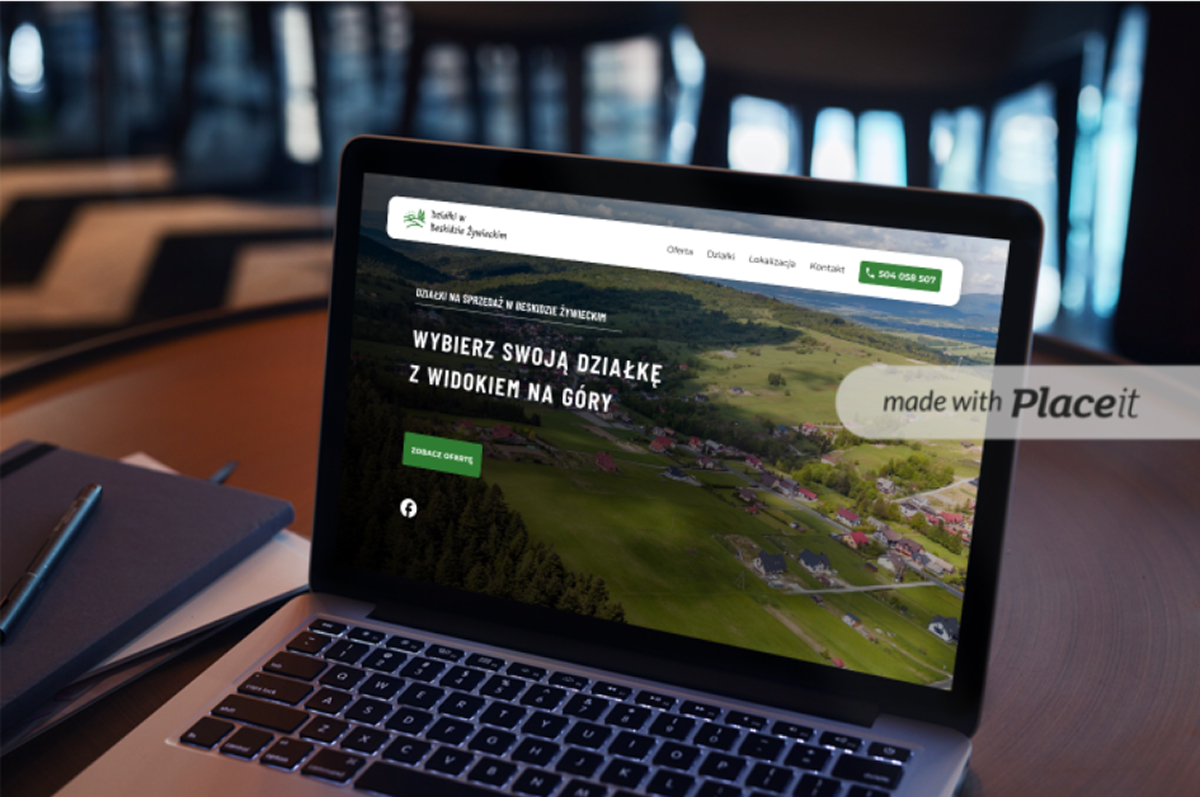 Działki w
Beskidzie Żywieckim
Oferta Działki Lokalizacja Kontakt 504 058 507
DZIAŁKI NA SPRZEDAŻ W BESKIDZIE ŻYWIECKIM
WYBIERZ SWOJĄ DZIAŁKĘ
Z WIDOKIEM NA GÓRY
ZOBACZ OFERTĘ
made with Placeit
Q W E R T Y U I O P
A S D F G H J K L
Z X C V B N M